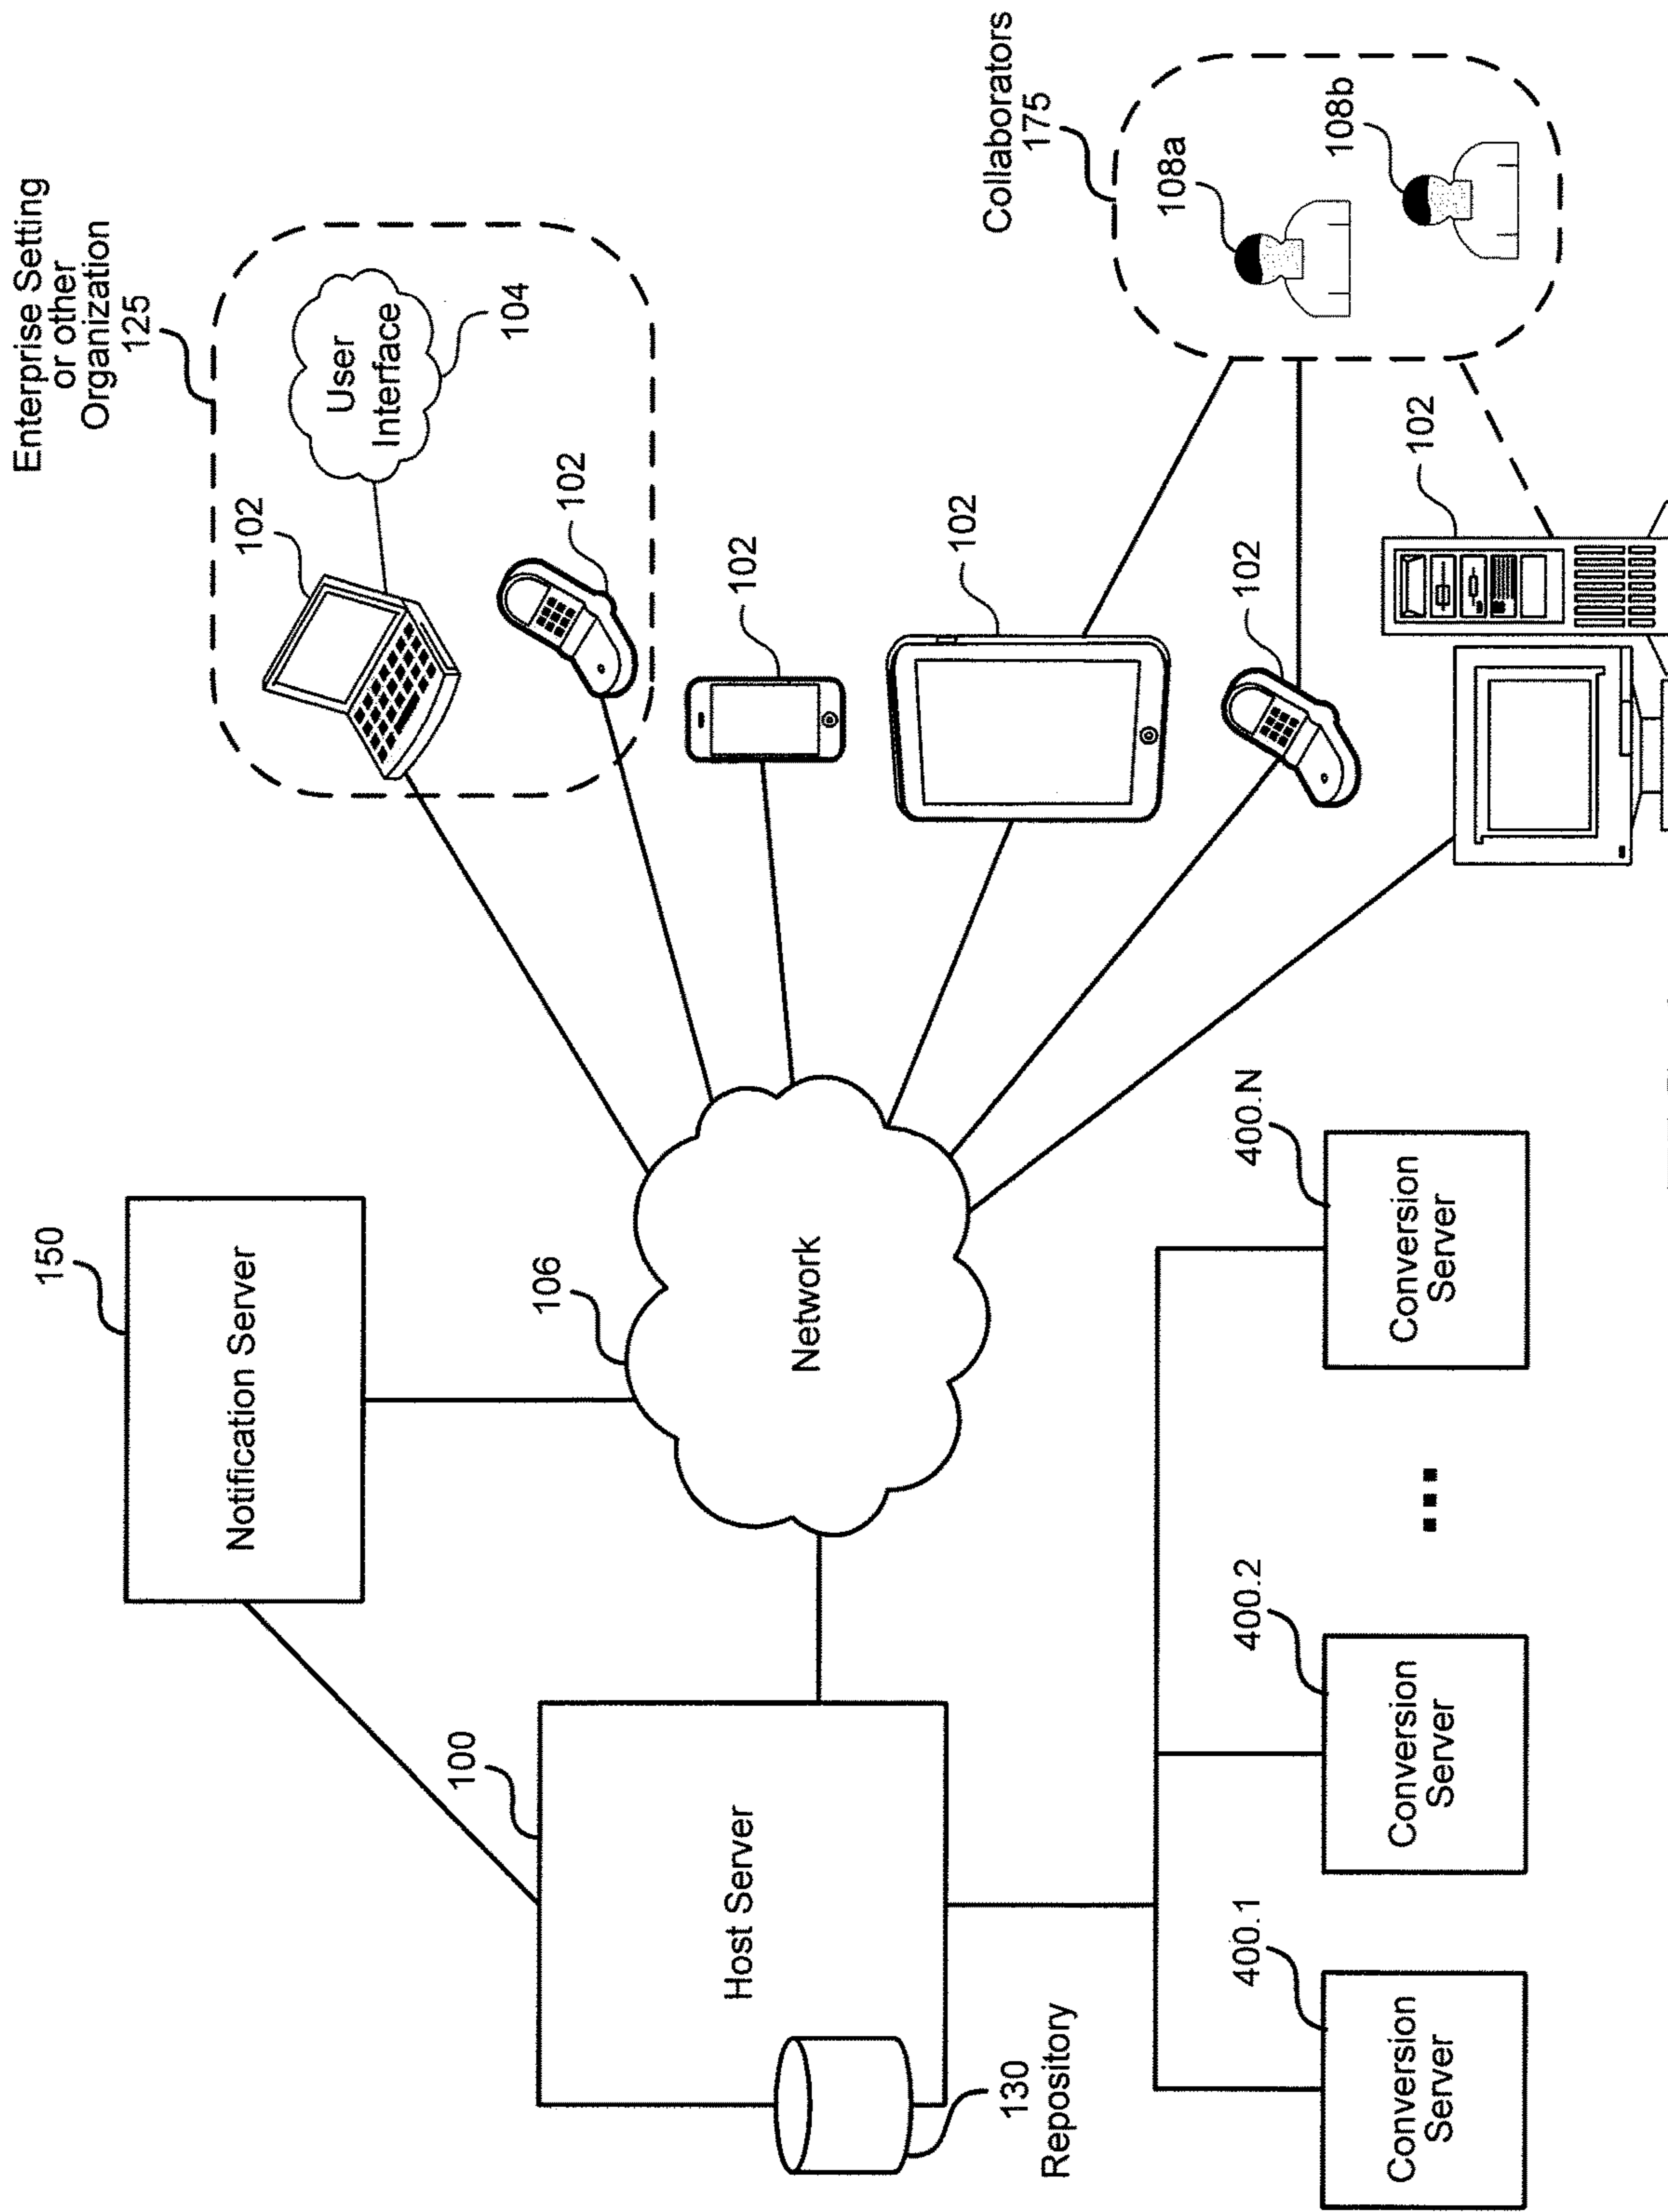 Enterprise Setting
or other
Organization
125
102
User
Interface
104
102
102
102
102
102
Collaborators
175
108a
108b
150
Notification Server
106
Network
100
Host Server
130
Repository
400.1
Conversion
Server
400.2
Conversion
Server
...
400.N
Conversion
Server